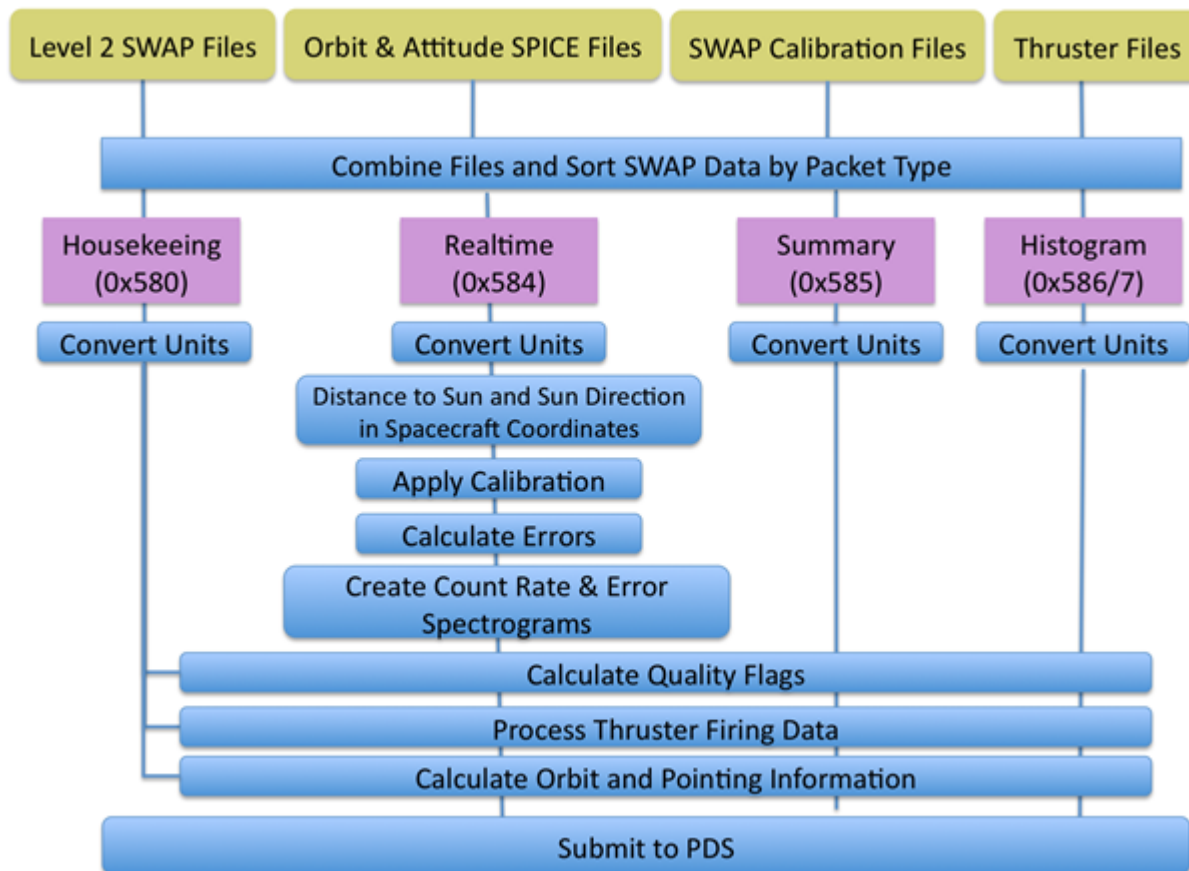 Level 2 SWAP Files
Orbit & Attitude SPICE Files
SWAP Calibration Files
Thruster Files
Combine Files and Sort SWAP Data by Packet Type
Housekeeing
(0x580)
Realtime
(0x584)
Summary
(0x585)
Histogram
(0x586/7)
Convert Units
Convert Units
Convert Units
Convert Units
Distance to Sun and Sun Direction
in Spacecraft Coordinates
Apply Calibration
Calculate Errors
Create Count Rate & Error
Spectrograms
Calculate Quality Flags
Process Thruster Firing Data
Calculate Orbit and Pointing Information
Submit to PDS